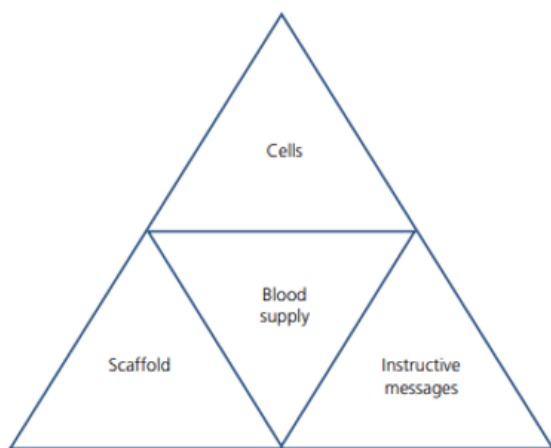 Cells
Blood
supply
Scaffold
Instructive
messages